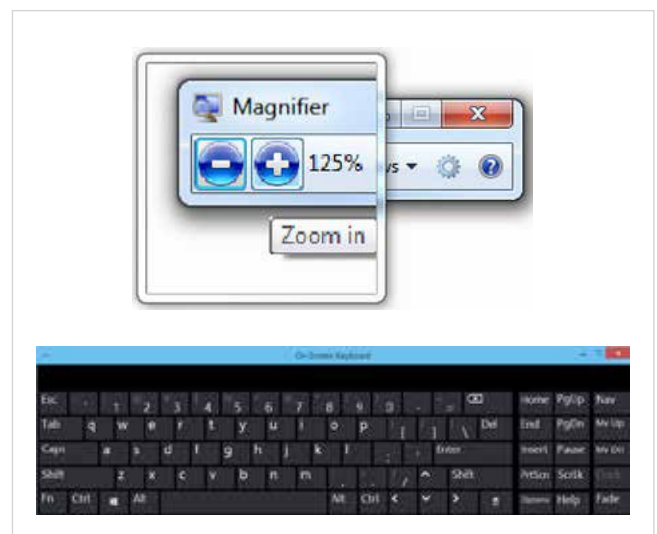 Magnifier
125%
Zoom in
On-Screen Keyboard
Esc 1 2 3 4 5 6 7 8 9 0 - = Home PgUp Nav
Tab q w e r t y u i o p [ ] \ Del End PgDn Mv Up
Caps a s d f g h j k l ; ' Enter Insert Pause Mv Dn
Shift z x c v b n m , . / Shift PrtScn ScrLk
Fn Ctrl Alt Alt Ctrl Options Help Fade